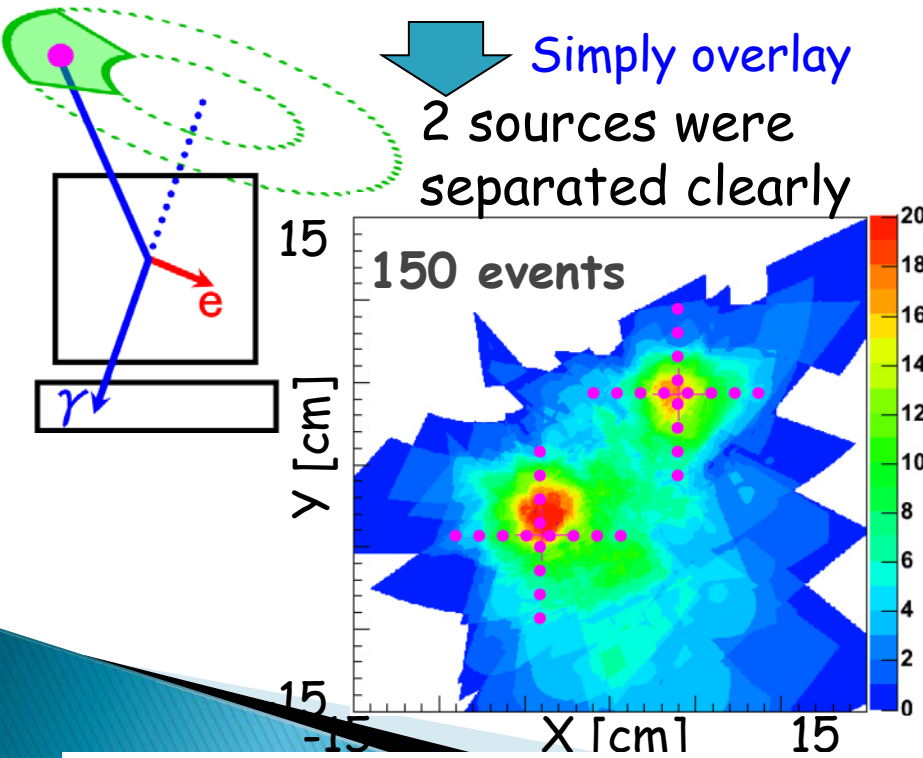 Simply overlay
2 sources were
separated clearly
e
γ
150 events
15
Y [cm]
15
-15
X [cm]
15
20
18
16
14
12
10
8
6
4
2
0